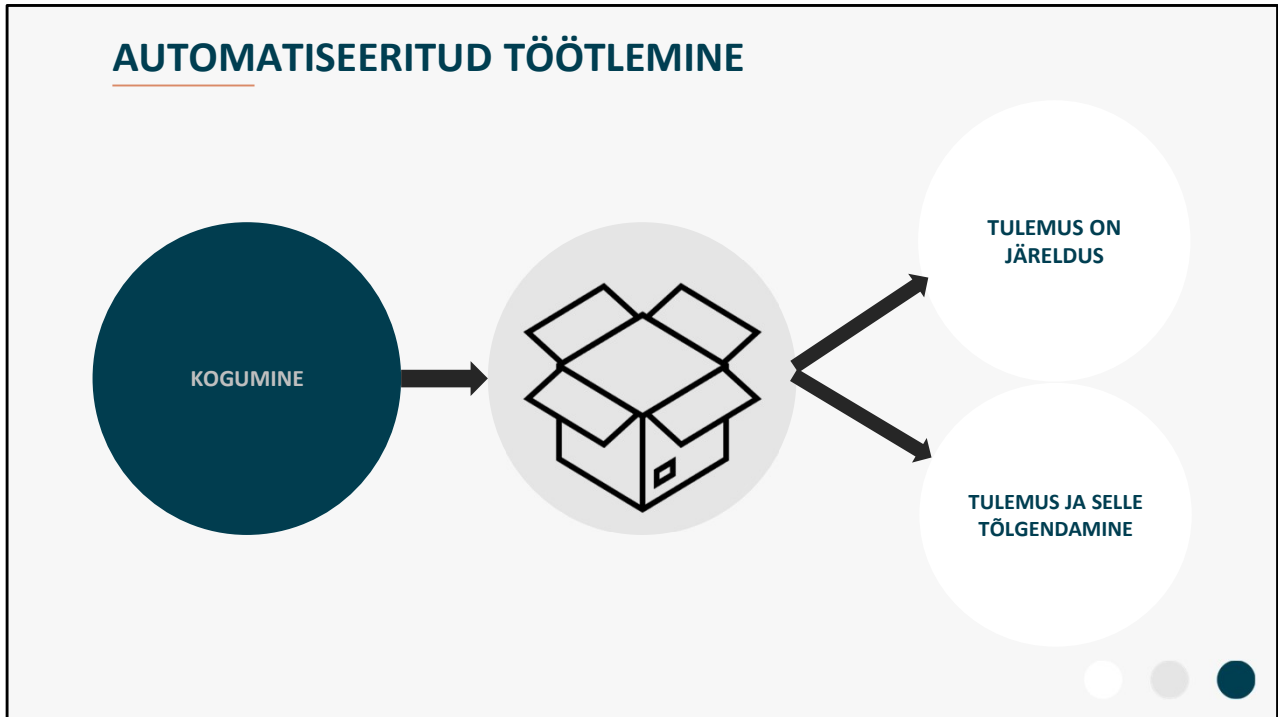 AUTOMATISEERITUD TÖÖTLEMINE
KOGUMINE
TULEMUS ON
JÄRELDUS
TULEMUS JA SELLE
TÕLGENDAMINE